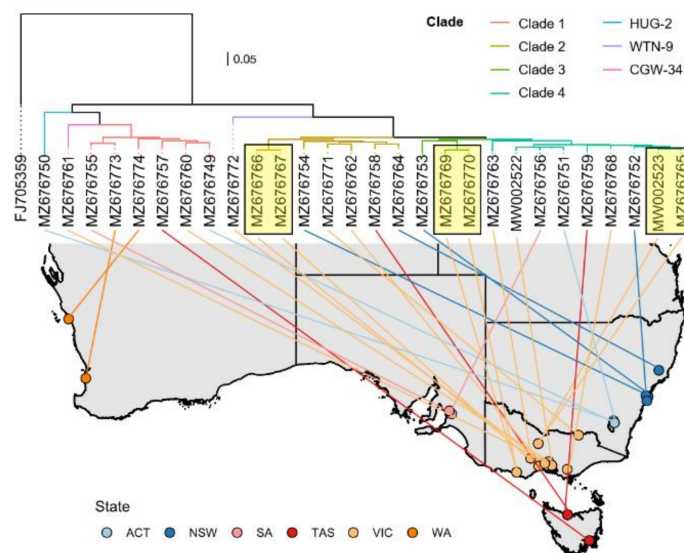 Clade
Clade 1
HUG-2
Clade 2
WTN-9
Clade 3
CGW-34
Clade 4
0.05
FJ705359
MZ676750
MZ676761
MZ676755
MZ676773
MZ676774
MZ676757
MZ676760
MZ676749
MZ676772
MZ676766
MZ676767
MZ676754
MZ676771
MZ676762
MZ676758
MZ676764
MZ676753
MZ676769
MZ676770
MZ676763
MW002522
MZ676756
MZ676751
MZ676759
MZ676768
MZ676752
MW002523
MZ676765
State
ACT NSW SA TAS VIC WA